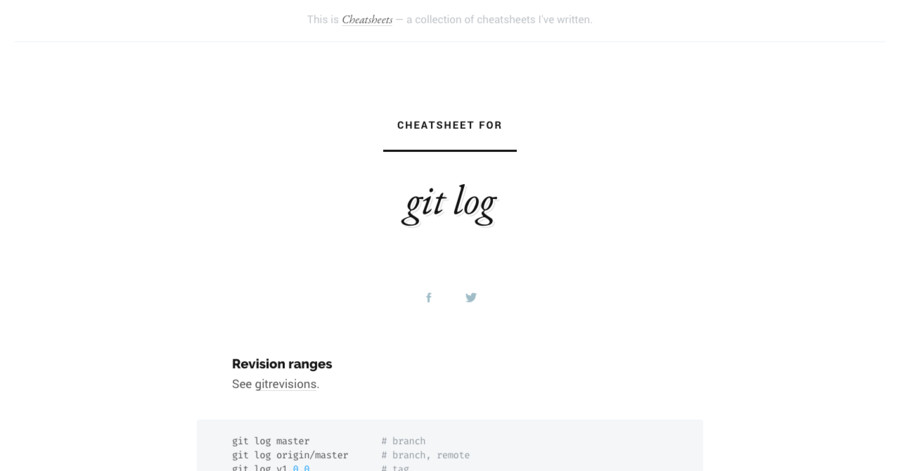 This is Cheatsheets — a collection of cheatsheets I've written.
CHEATSHEET FOR
git log
Revision ranges
See gitrevisions.
git log master # branch
git log origin/master # branch, remote
git log v1.0.0 # tag